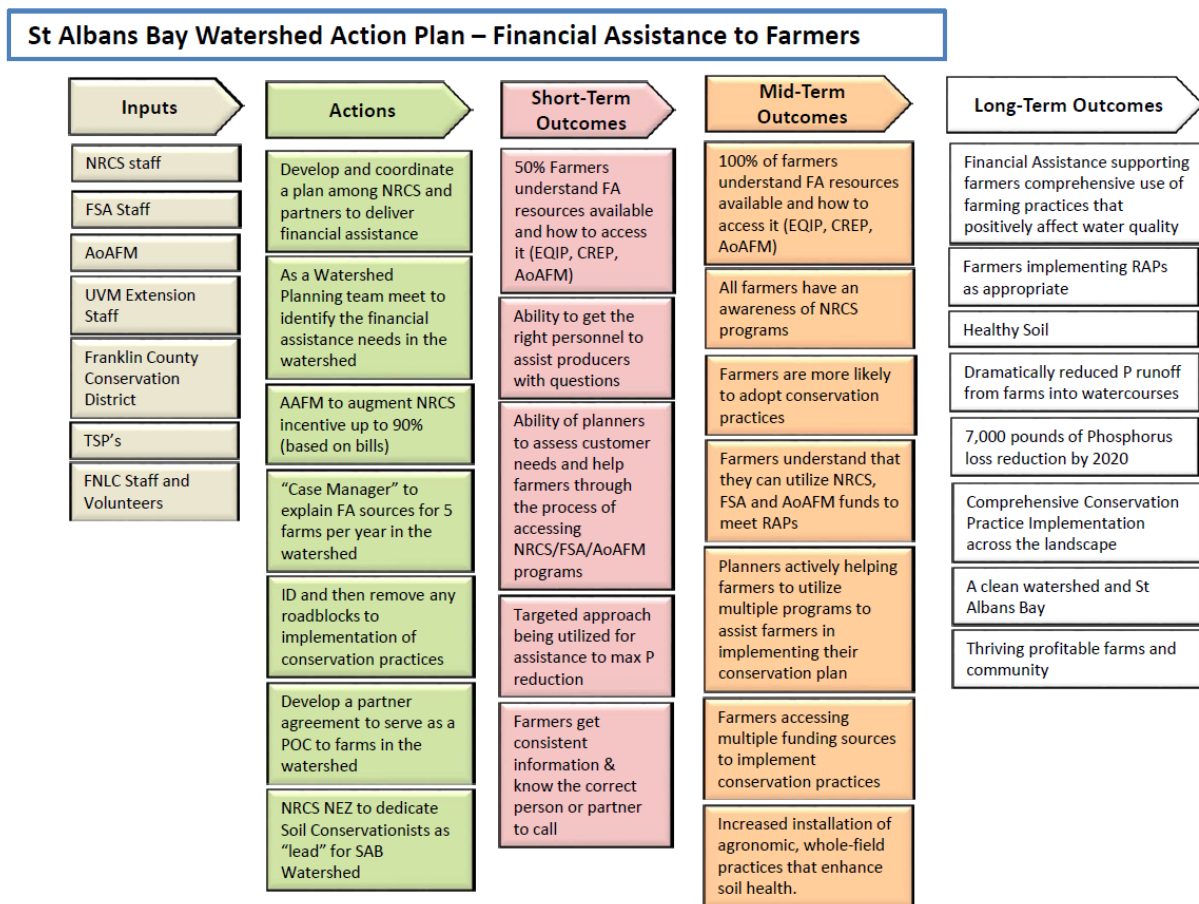 St Albans Bay Watershed Action Plan – Financial Assistance to Farmers
Inputs
NRCS staff
FSA Staff
AoAFM
UVM Extension
Staff
Franklin County
Conservation
District
TSP's
FNLC Staff and
Volunteers
Actions
Develop and coordinate
a plan among NRCS and
partners to deliver
financial assistance
As a Watershed
Planning team meet to
identify the financial
assistance needs in the
watershed
AAFM to augment NRCS
incentive up to 90%
(based on bills)
“Case Manager” to
explain FA sources for 5
farms per year in the
watershed
ID and then remove any
roadblocks to
implementation of
conservation practices
Develop a partner
agreement to serve as a
POC to farms in the
watershed
NRCS NEZ to dedicate
Soil Conservationists as
“lead” for SAB
Watershed
Short-Term
Outcomes
50% Farmers
understand FA
resources available
and how to access
it (EQIP, CREP,
AoAFM)
Ability to get the
right personnel to
assist producers
with questions
Ability of planners
to assess customer
needs and help
farmers through
the process of
accessing
NRCS/FSA/AoAFM
programs
Targeted approach
being utilized for
assistance to max P
reduction
Farmers get
consistent
information &
know the correct
person or partner
to call
Mid-Term
Outcomes
100% of farmers
understand FA resources
available and how to
access it (EQIP, CREP,
AoAFM)
All farmers have an
awareness of NRCS
programs
Farmers are more likely
to adopt conservation
practices
Farmers understand that
they can utilize NRCS,
FSA and AoAFM funds to
meet RAPs
Planners actively helping
farmers to utilize
multiple programs to
assist farmers in
implementing their
conservation plan
Farmers accessing
multiple funding sources
to implement
conservation practices
Increased installation of
agronomic, whole-field
practices that enhance
soil health.
Long-Term Outcomes
Financial Assistance supporting
farmers comprehensive use of
farming practices that
positively affect water quality
Farmers implementing RAPs
as appropriate
Healthy Soil
Dramatically reduced P runoff
from farms into watercourses
7,000 pounds of Phosphorus
loss reduction by 2020
Comprehensive Conservation
Practice Implementation
across the landscape
A clean watershed and St
Albans Bay
Thriving profitable farms and
community